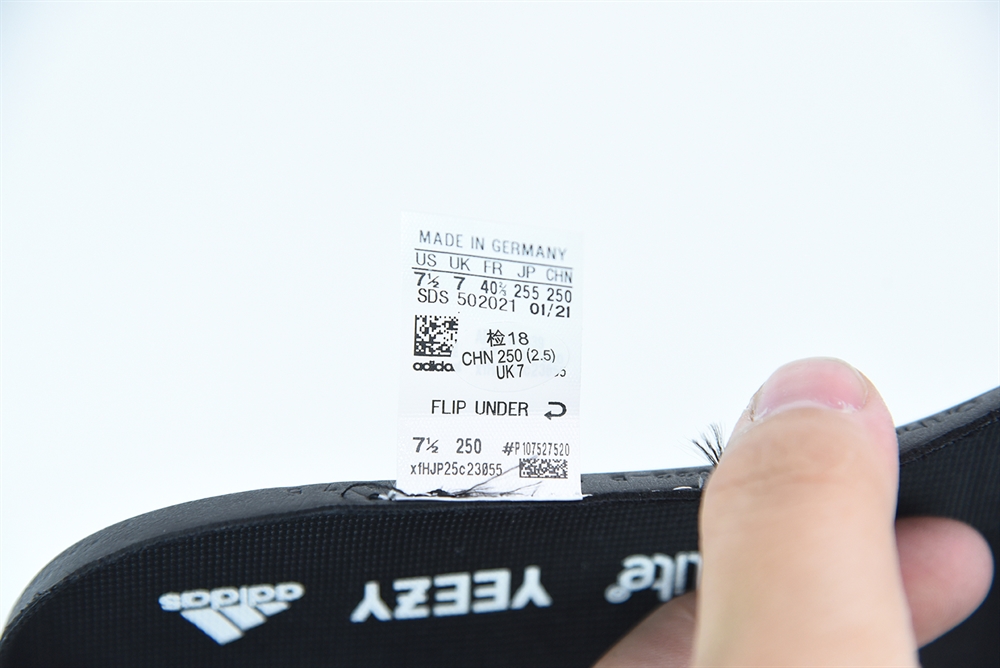 MADE IN GERMANY
US UK FR JP CHN
7½ 7 40⅔ 255 250
SDS 502021 01/21
检18
CHN 250 (2.5)
adidas UK7
FLIP UNDER
7½ 250 #P107527520
x1HJP25c23055
adidas YEEZY